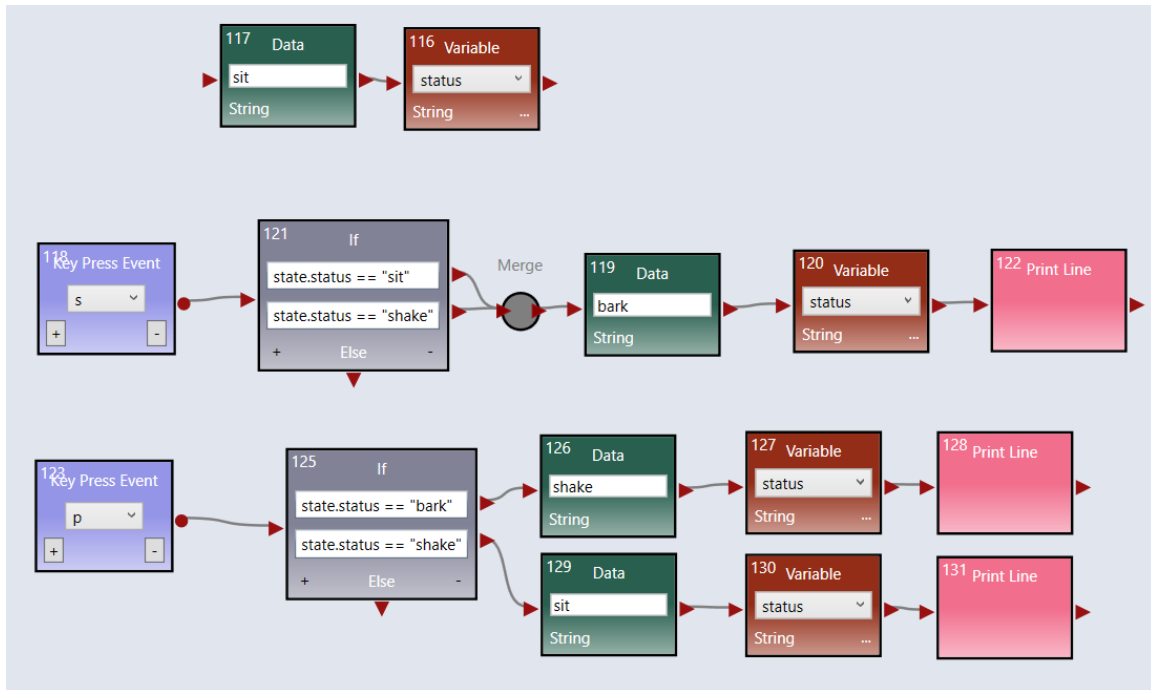 117 Data
sit
String
116 Variable
status
String ...
118 Key Press Event
s
+ -
121 If
state.status == "sit"
state.status == "shake"
+ Else -
Merge
119 Data
bark
String
120 Variable
status
String ...
122 Print Line
123 Key Press Event
p
+ -
125 If
state.status == "bark"
state.status == "shake"
+ Else -
126 Data
shake
String
127 Variable
status
String ...
128 Print Line
129 Data
sit
String
130 Variable
status
String ...
131 Print Line